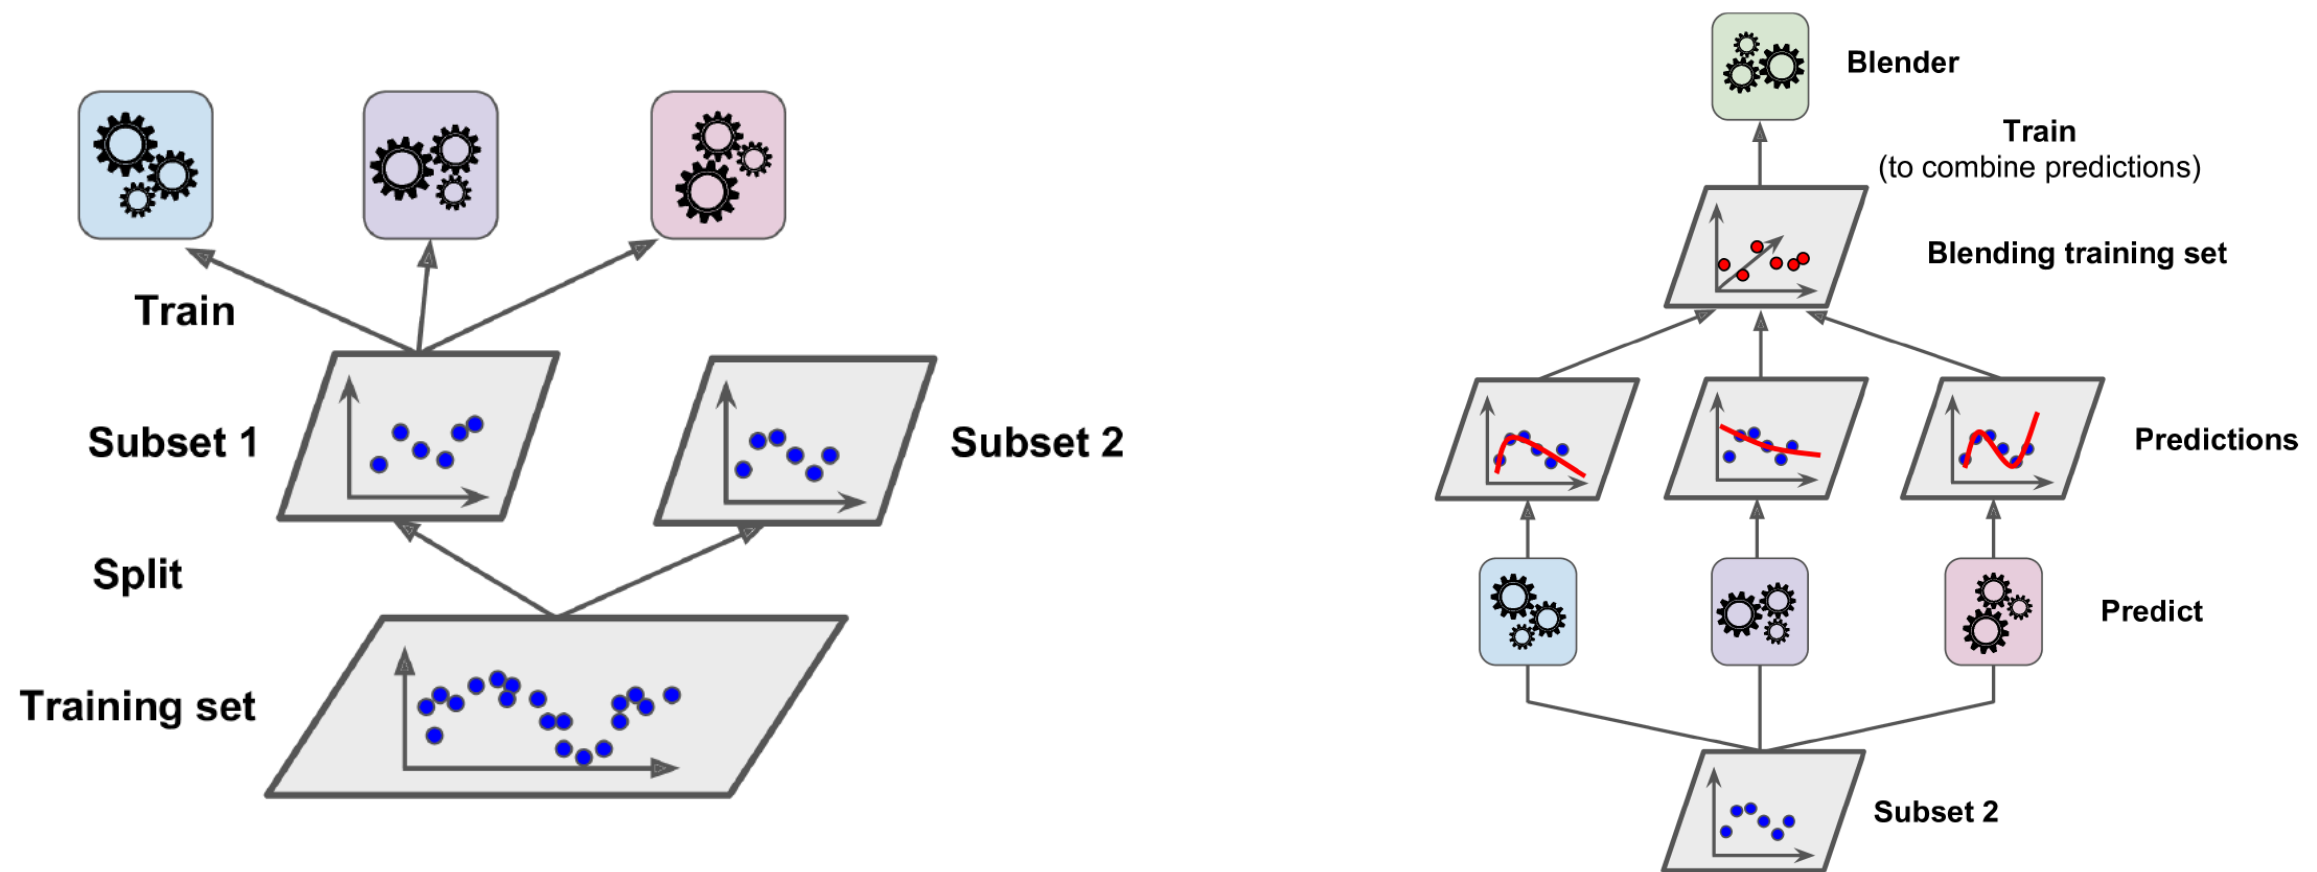 Train
Subset 1
Subset 2
Split
Training set
Blender
Train
(to combine predictions)
Blending training set
Predictions
Predict
Subset 2